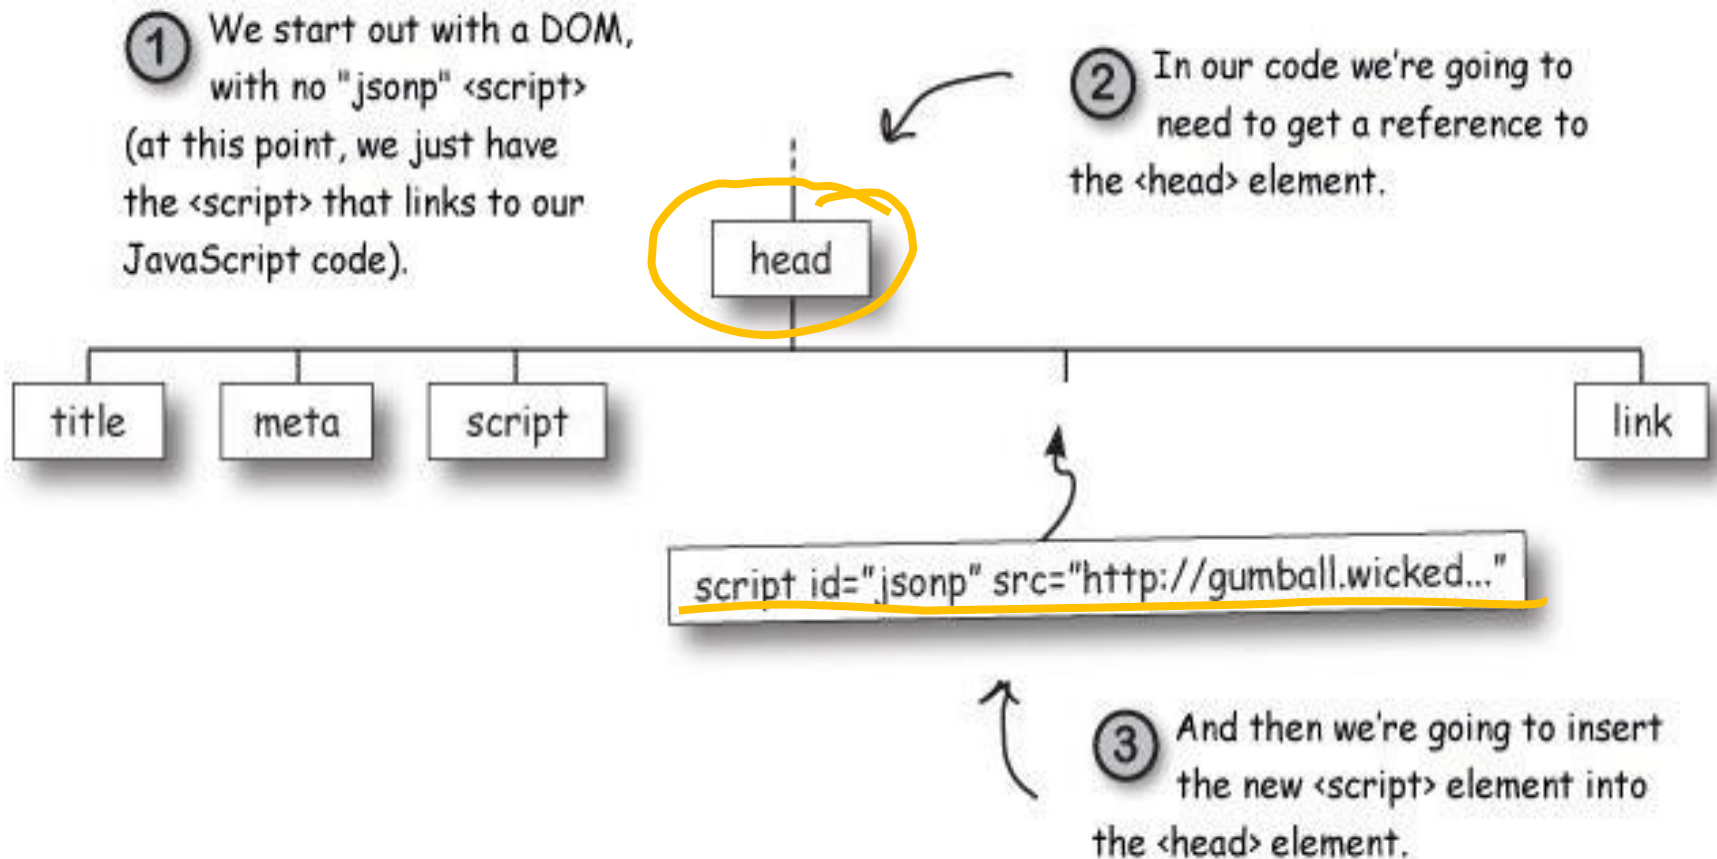 1 We start out with a DOM,
with no "jsonp" <script>
(at this point, we just have
the <script> that links to our
JavaScript code).
2 In our code we're going to
need to get a reference to
the <head> element.
head
title
meta
script
link
script id="jsonp" src="http://gumball.wicked..."
3 And then we're going to insert
the new <script> element into
the <head> element.